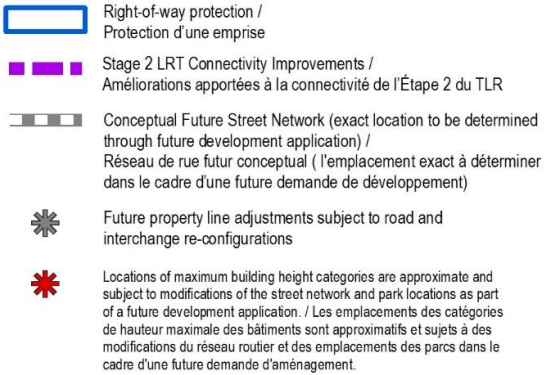 Right-of-way protection /
Protection d'une emprise
Stage 2 LRT Connectivity Improvements /
Améliorations apportées à la connectivité de l'Étape 2 du TLR
Conceptual Future Street Network (exact location to be determined
through future development application) /
Réseau de rue futur conceptual ( l'emplacement exact à déterminer
dans le cadre d'une future demande de développement)
Future property line adjustments subject to road and
interchange re-configurations
Locations of maximum building height categories are approximate and
subject to modifications of the street network and park locations as part
of a future development application. / Les emplacements des catégories
de hauteur maximale des bâtiments sont approximatifs et sujets à des
modifications du réseau routier et des emplacements des parcs dans le
cadre d'une future demande d'aménagement.